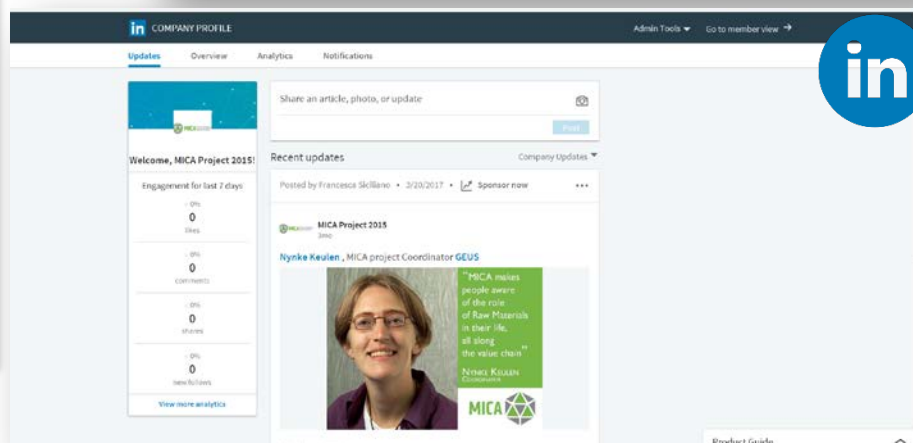 in COMPANY PROFILE
Admin Tools
Go to member view
Updates
Overview
Analytics
Notifications
in
MICA
Welcome, MICA Project 2015!
Engagement for last 7 days
0%
0
likes
0%
0
comments
0%
0
shares
0%
0
new follows
View more analytics
Share an article, photo, or update
Post
Recent updates
Company Updates
Posted by Francesca Siciliano • 3/20/2017 • Sponsor now
MICA
MICA Project 2015
3mo
Nynke Keulen , MICA project Coordinator GEUS
"MICA makes
people aware
of the role
of Raw Materials
in their life,
all along
the value chain"
NYNKE KEULEN
COORDINATOR
MICA
Product Guide